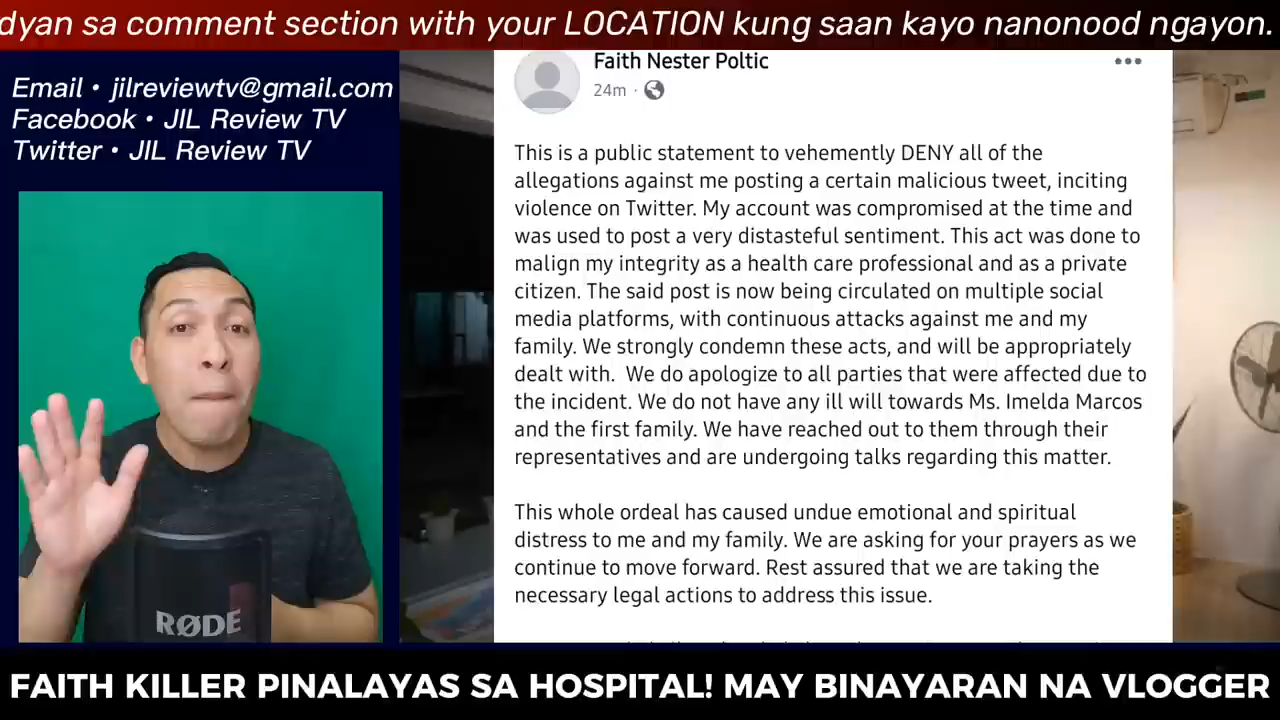 dyan sa comment section with your LOCATION kung saan kayo nanonood ngayon.
Email • jilreviewtv@gmail.com
Facebook • JIL Review TV
Twitter • JIL Review TV
Faith Nester Poltic
24m ·
This is a public statement to vehemently DENY all of the
allegations against me posting a certain malicious tweet, inciting
violence on Twitter. My account was compromised at the time and
was used to post a very distasteful sentiment. This act was done to
malign my integrity as a health care professional and as a private
citizen. The said post is now being circulated on multiple social
media platforms, with continuous attacks against me and my
family. We strongly condemn these acts, and will be appropriately
dealt with. We do apologize to all parties that were affected due to
the incident. We do not have any ill will towards Ms. Imelda Marcos
and the first family. We have reached out to them through their
representatives and are undergoing talks regarding this matter.
This whole ordeal has caused undue emotional and spiritual
distress to me and my family. We are asking for your prayers as we
continue to move forward. Rest assured that we are taking the
necessary legal actions to address this issue.
RØDE
FAITH KILLER PINALAYAS SA HOSPITAL! MAY BINAYARAN NA VLOGGER